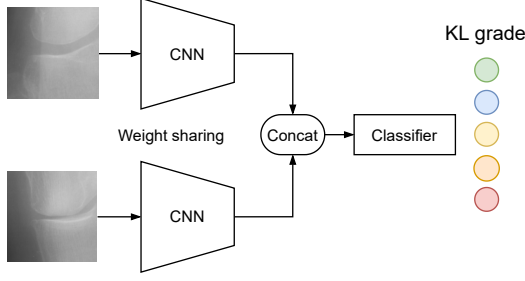 KL grade
CNN
Weight sharing
Concat
Classifier
CNN